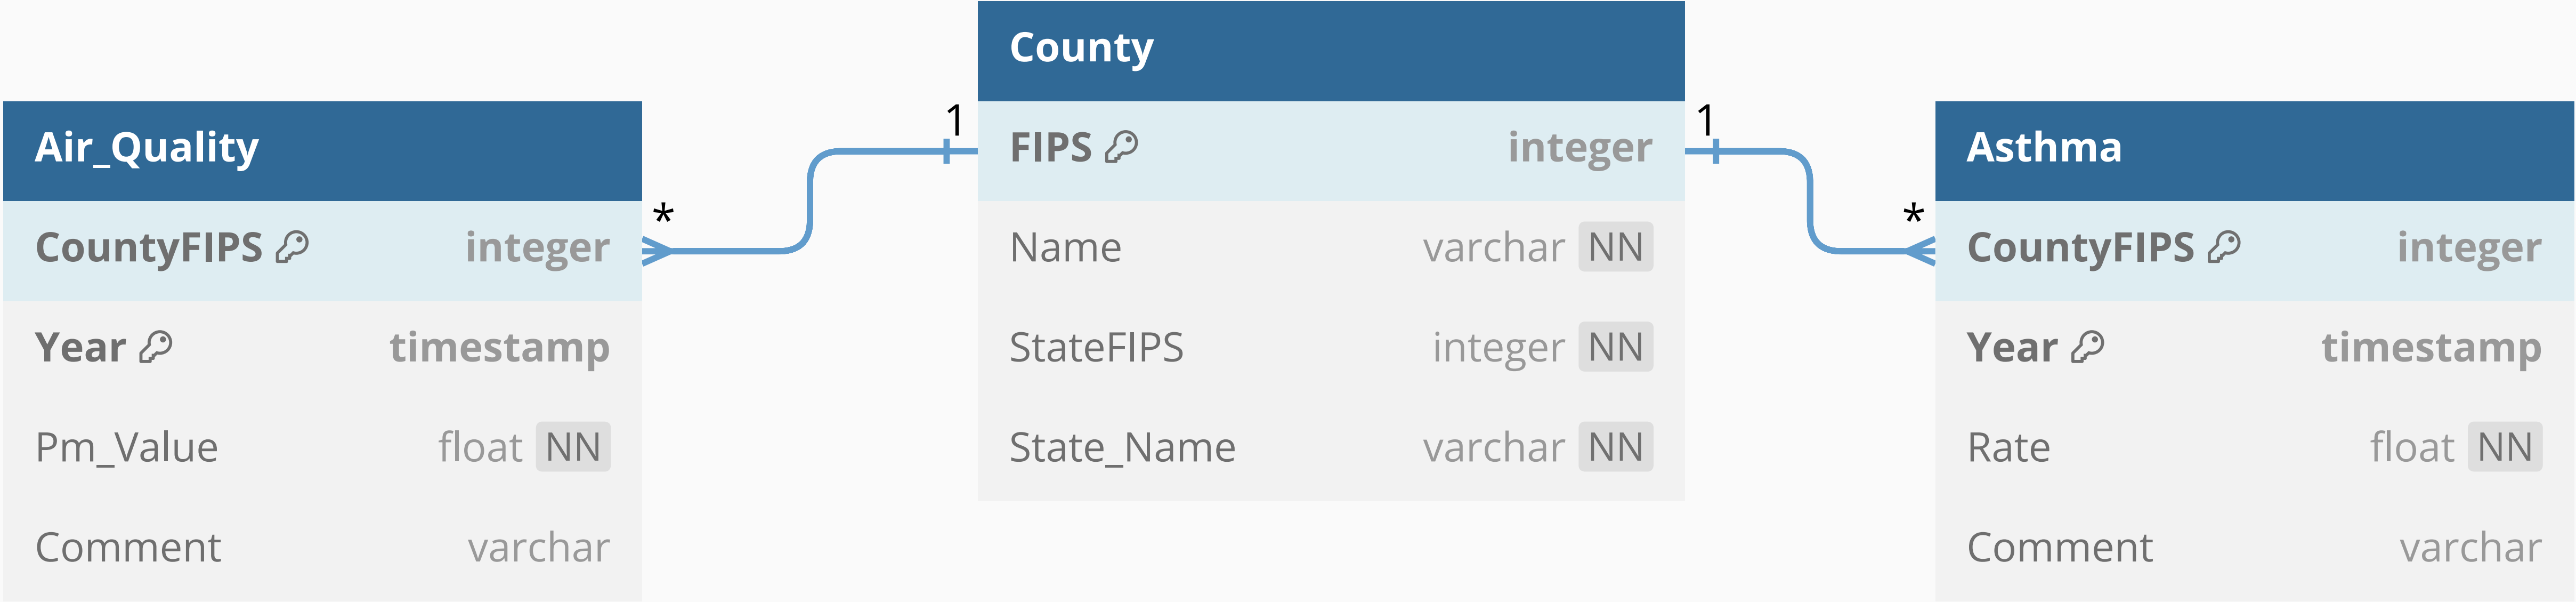 Air_Quality
CountyFIPS integer
Year timestamp
Pm_Value float NN
Comment varchar
*
1
County
FIPS integer
Name varchar NN
StateFIPS integer NN
State_Name varchar NN
1
*
Asthma
CountyFIPS integer
Year timestamp
Rate float NN
Comment varchar